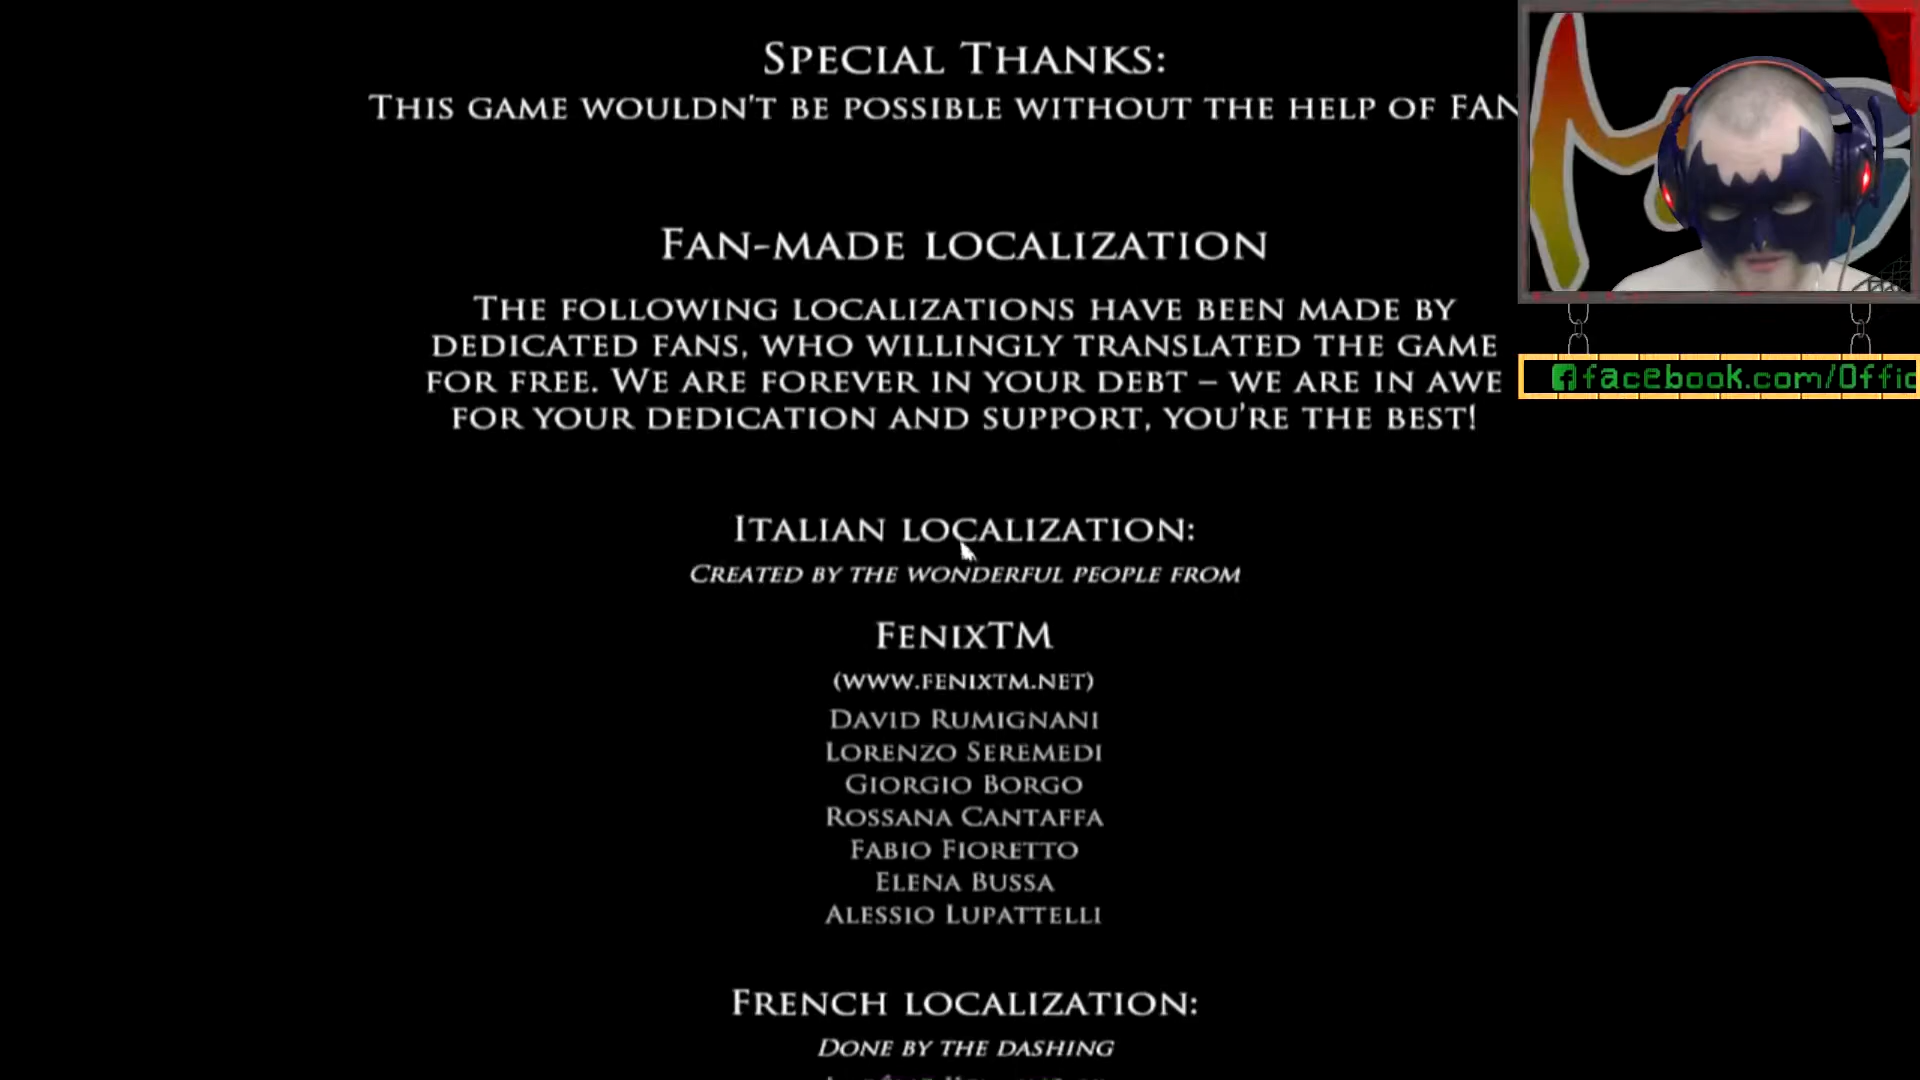 Special Thanks:
This game wouldn't be possible without the help of FAN
Fan-made localization
The following localizations have been made by
dedicated fans, who willingly translated the game
for free. We are forever in your debt – we are in awe
for your dedication and support, you're the best!
Italian localization:
Created by the wonderful people from
FenixTM
(www.fenixtm.net)
David Rumignani
Lorenzo Seremedi
Giorgio Borgo
Rossana Cantaffa
Fabio Fioretto
Elena Bussa
Alessio Lupattelli
French localization:
Done by the dashing
facebook.com/Offic